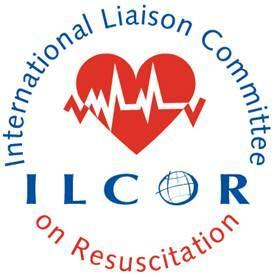 International Liaison Committee
ILCOR
on Resuscitation